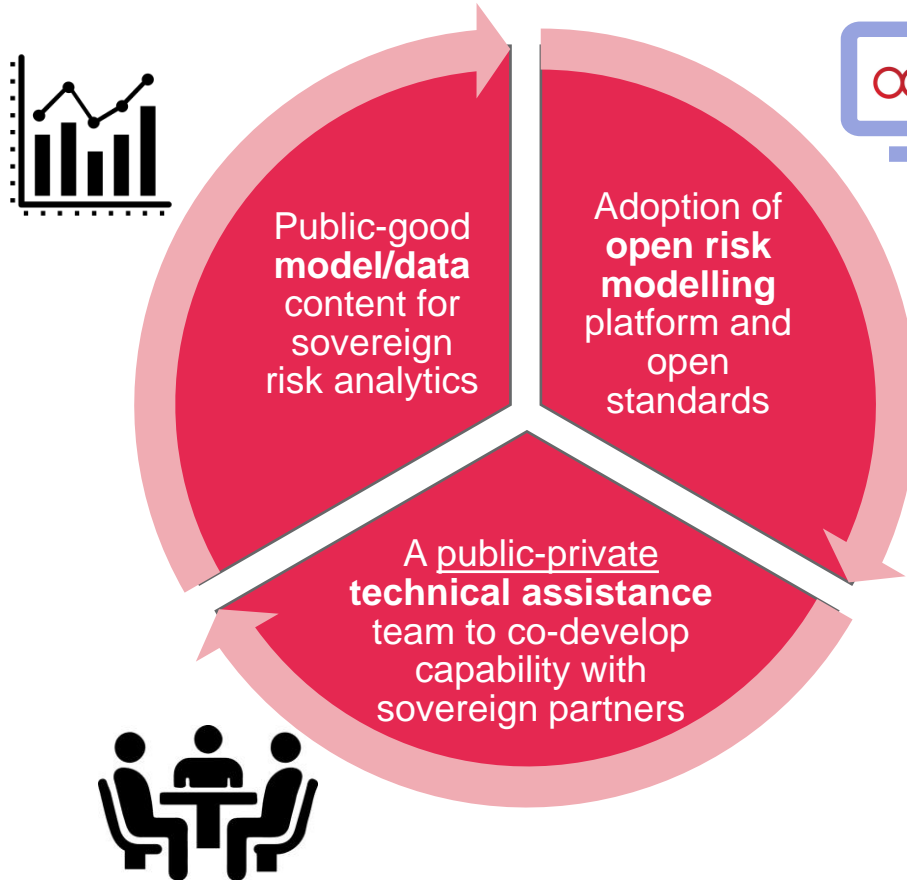 Public-good
model/data
content for
sovereign
risk analytics
Adoption of
open risk
modelling
platform and
open
standards
A public-private
technical assistance
team to co-develop
capability with
sovereign partners